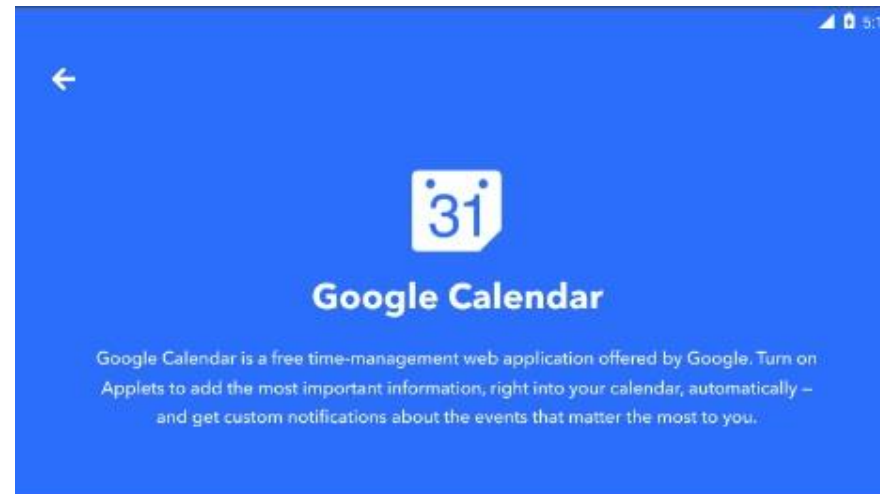 31
Google Calendar
Google Calendar is a free time-management web application offered by Google. Turn on
Applets to add the most important information, right into your calendar, automatically –
and get custom notifications about the events that matter the most to you.